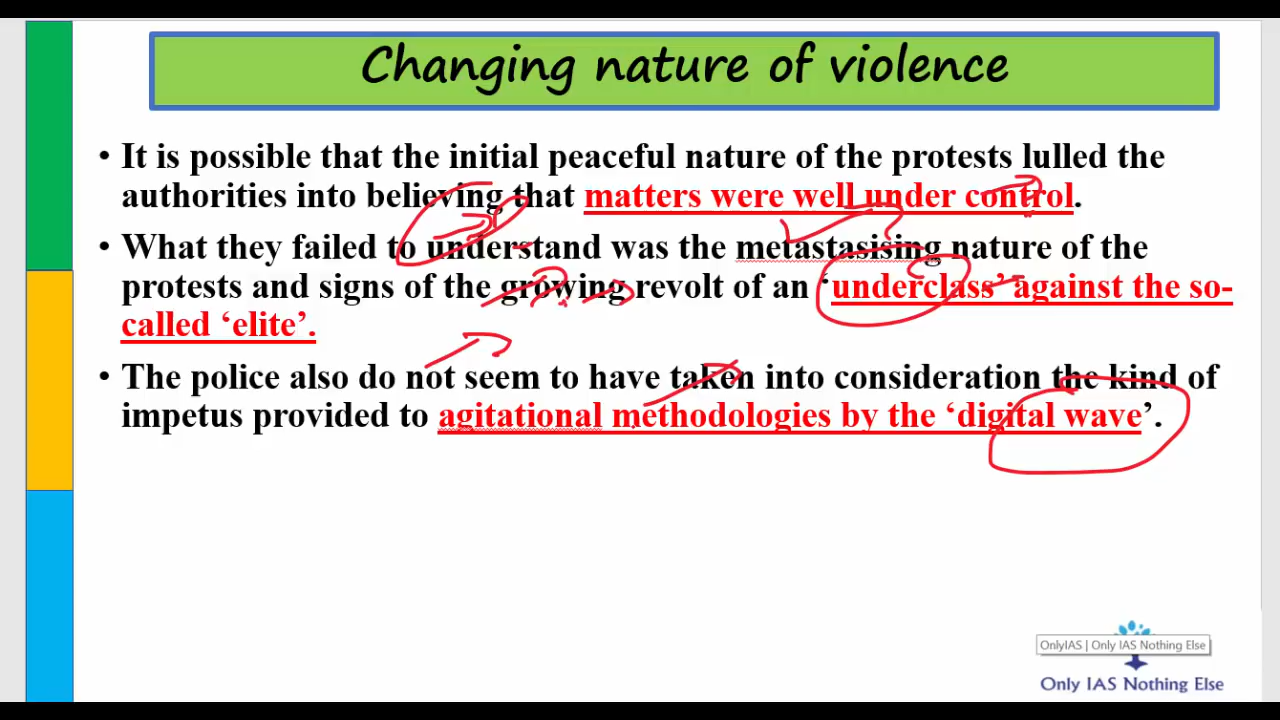 Changing nature of violence
• It is possible that the initial peaceful nature of the protests lulled the
authorities into believing that matters were well under control.
• What they failed to understand was the metastasising nature of the
protests and signs of the growing revolt of an ‘underclass’ against the so-
called ‘elite’.
• The police also do not seem to have taken into consideration the kind of
impetus provided to agitational methodologies by the ‘digital wave’.
OnlyIAS | Only IAS Nothing Else
Only IAS Nothing Else